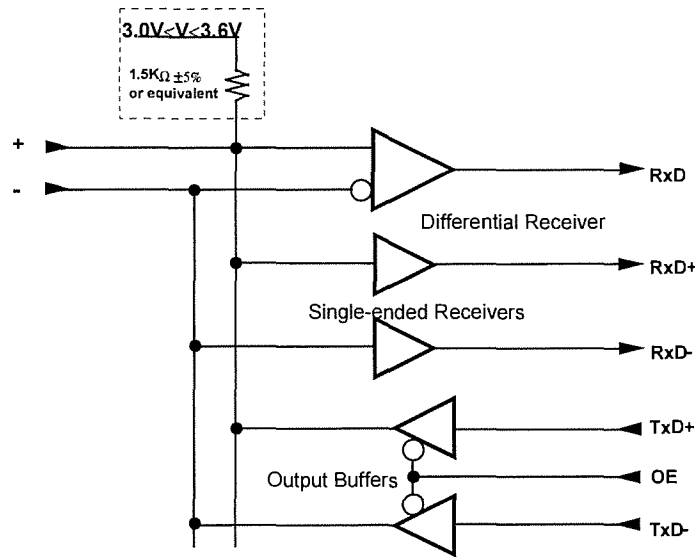 3.0V<V<3.6V
1.5KΩ ±5%
or equivalent
+
-
RxD
Differential Receiver
RxD+
Single-ended Receivers
RxD-
TxD+
Output Buffers
OE
TxD-